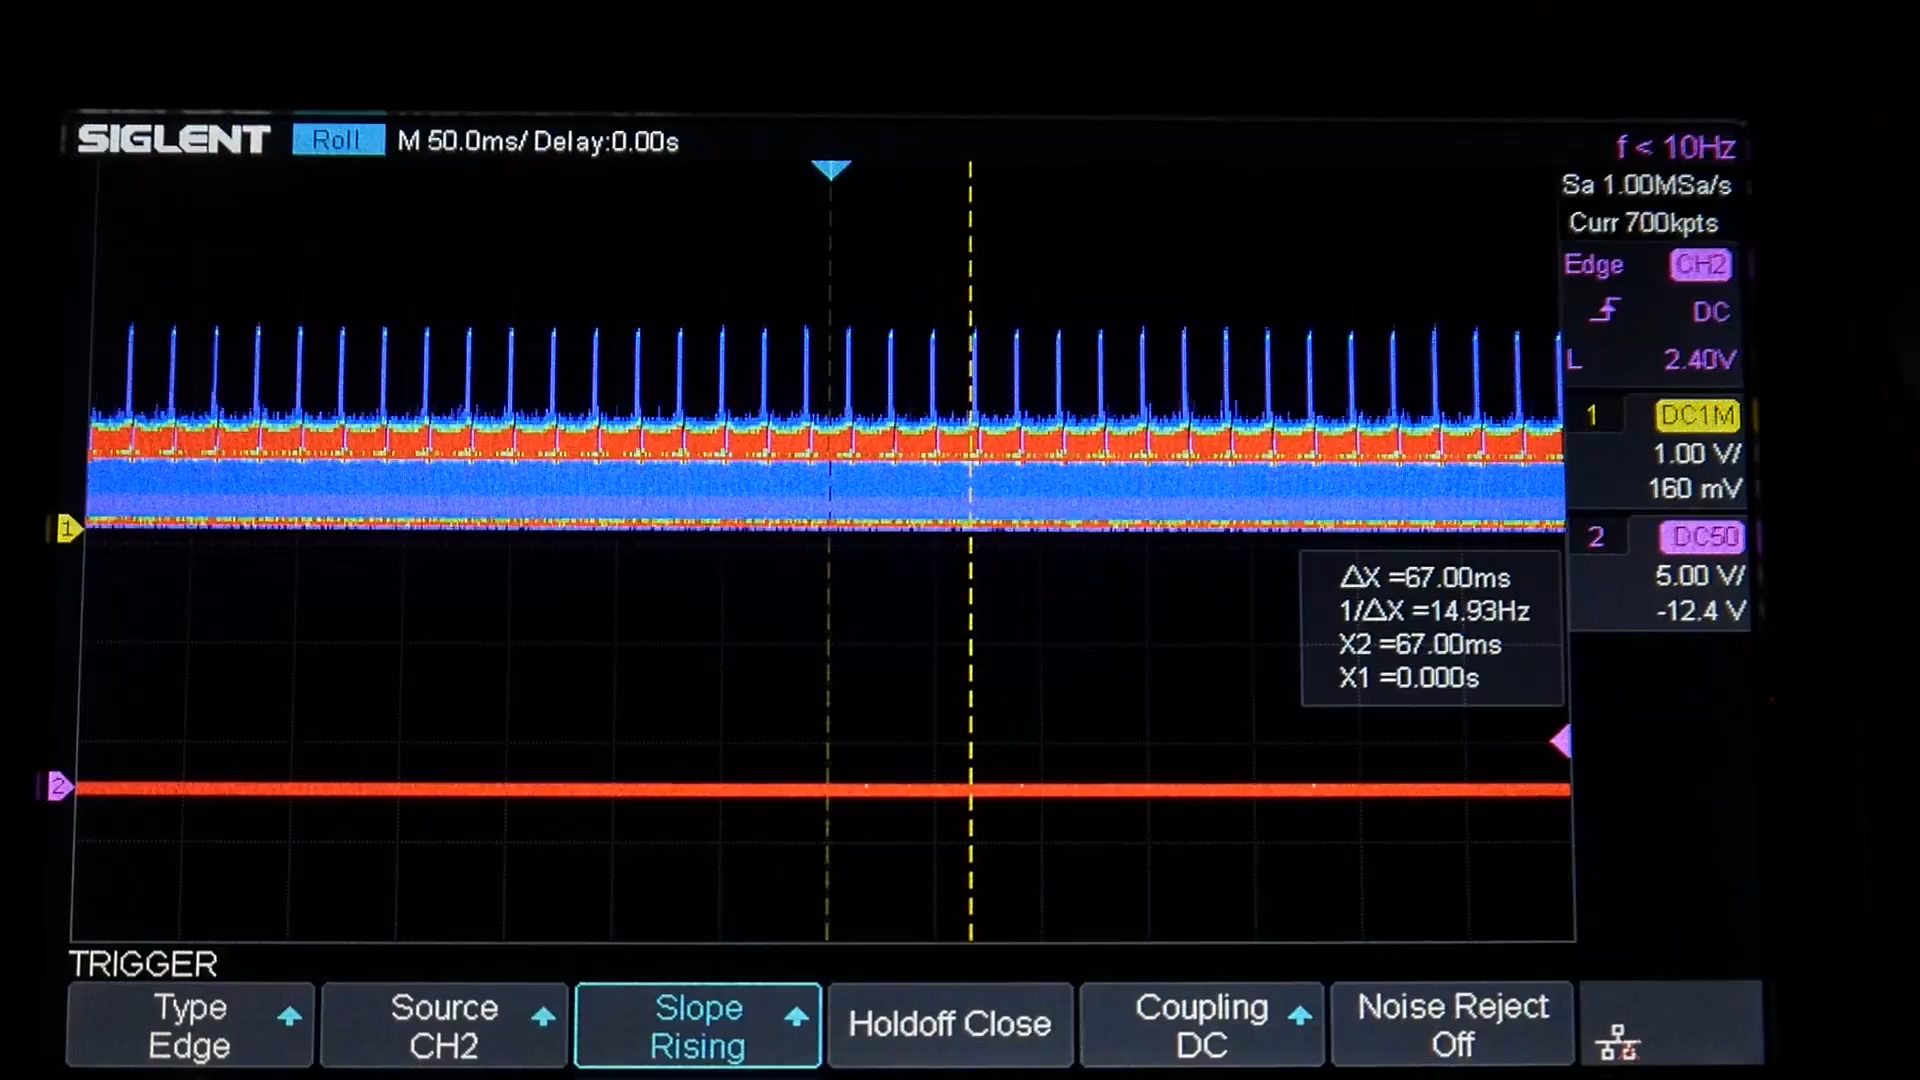 SIGLENT Roll M 50.0ms/ Delay:0.00s
f < 10Hz
Sa 1.00MSa/s
Curr 700kpts
Edge CH2
DC
L 2.40V
1 DC1M
1.00 V/
160 mV
2 DC50
5.00 V/
-12.4 V
1
ΔX =67.00ms
1/ΔX =14.93Hz
X2 =67.00ms
X1 =0.000s
2
TRIGGER
Type
Edge
Source
CH2
Slope
Rising
Holdoff Close
Coupling
DC
Noise Reject
Off